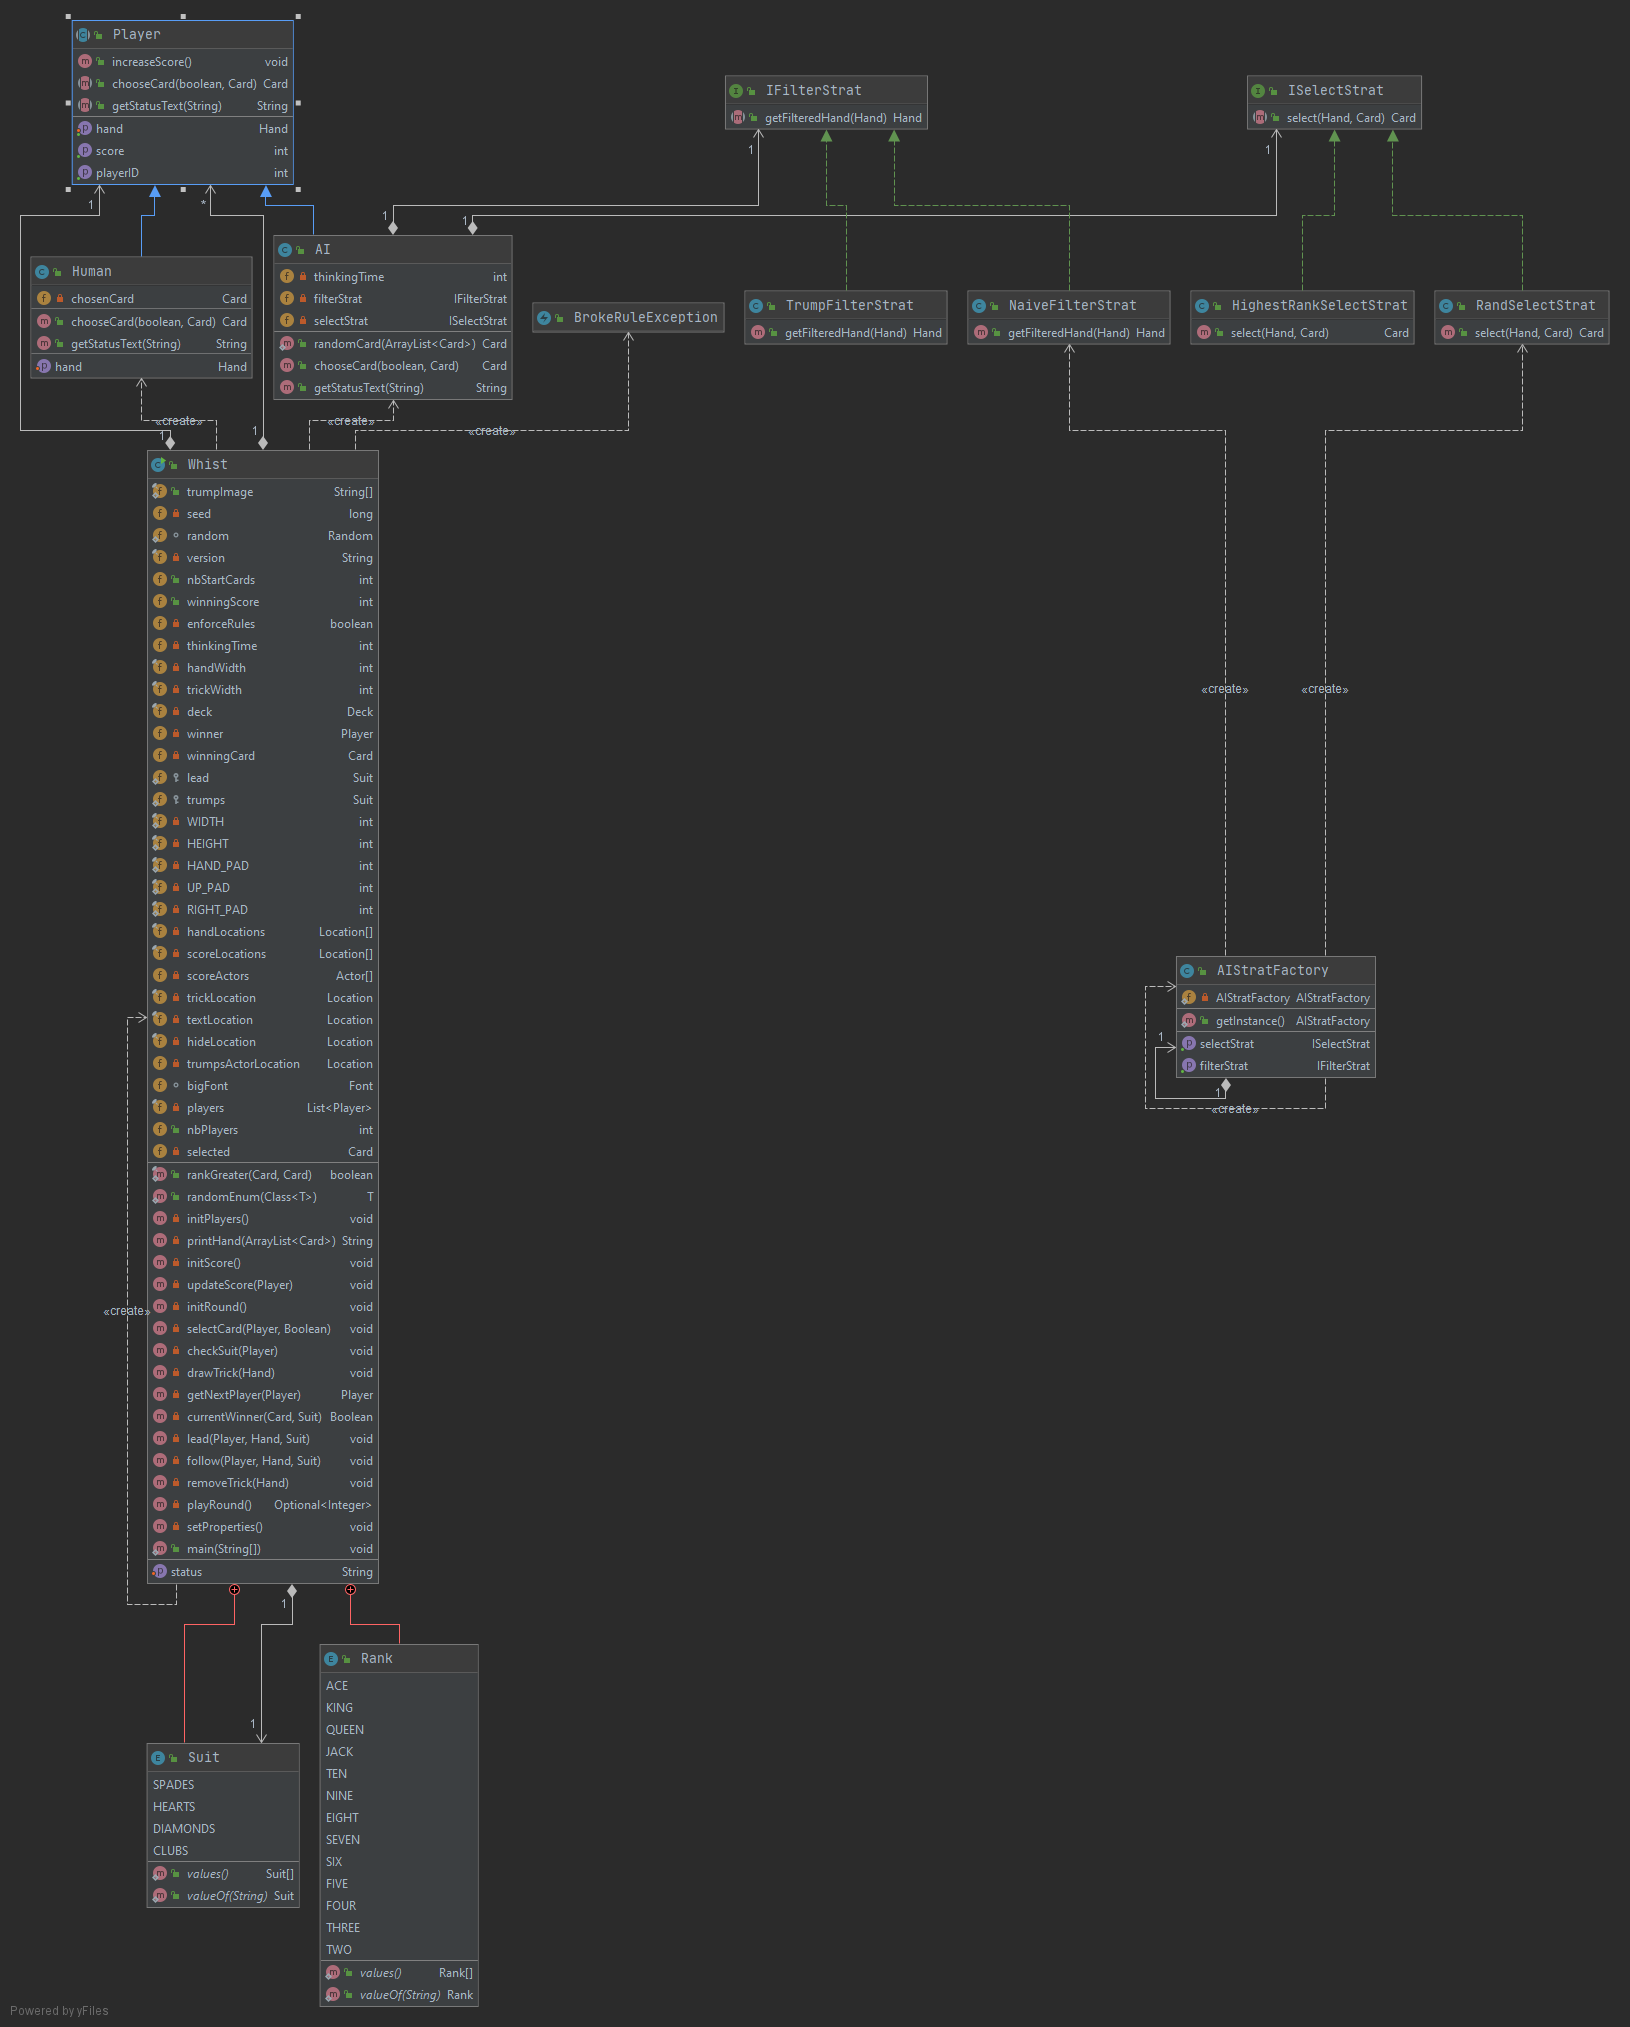 Player
increaseScore() void
chooseCard(boolean, Card) Card
getStatusText(String) String
hand Hand
score int
playerID int
IFilterStrat
getFilteredHand(Hand) Hand
ISelectStrat
select(Hand, Card) Card
1
*
1
1
1
1
Human
chosenCard Card
chooseCard(boolean, Card) Card
getStatusText(String) String
hand Hand
AI
thinkingTime int
filterStrat IFilterStrat
selectStrat ISelectStrat
randomCard(ArrayList<Card>) Card
chooseCard(boolean, Card) Card
getStatusText(String) String
BrokeRuleException
TrumpFilterStrat
getFilteredHand(Hand) Hand
NaiveFilterStrat
getFilteredHand(Hand) Hand
HighestRankSelectStrat
select(Hand, Card) Card
RandSelectStrat
select(Hand, Card) Card
«create»
«create»
«create»
1
1
Whist
trumpImage String[]
seed long
random Random
version String
nbStartCards int
winningScore int
enforceRules boolean
thinkingTime int
handWidth int
trickWidth int
deck Deck
winner Player
winningCard Card
lead Suit
trumps Suit
WIDTH int
HEIGHT int
HAND_PAD int
UP_PAD int
RIGHT_PAD int
handLocations Location[]
scoreLocations Location[]
scoreActors Actor[]
trickLocation Location
textLocation Location
hideLocation Location
trumpsActorLocation Location
bigFont Font
players List<Player>
nbPlayers int
selected Card
rankGreater(Card, Card) boolean
randomEnum(Class<T>) T
initPlayers() void
printHand(ArrayList<Card>) String
initScore() void
updateScore(Player) void
initRound() void
selectCard(Player, Boolean) void
checkSuit(Player) void
drawTrick(Hand) void
getNextPlayer(Player) Player
currentWinner(Card, Suit) Boolean
lead(Player, Hand, Suit) void
follow(Player, Hand, Suit) void
removeTrick(Hand) void
playRound() Optional<Integer>
setProperties() void
main(String[]) void
status String
«create»
«create»
«create»
AIStratFactory
AIStratFactory AIStratFactory
getInstance() AIStratFactory
selectStrat ISelectStrat
filterStrat IFilterStrat
1
1
«create»
1
1
Suit
SPADES
HEARTS
DIAMONDS
CLUBS
values() Suit[]
valueOf(String) Suit
Rank
ACE
KING
QUEEN
JACK
TEN
NINE
EIGHT
SEVEN
SIX
FIVE
FOUR
THREE
TWO
values() Rank[]
valueOf(String) Rank
Powered by yFiles